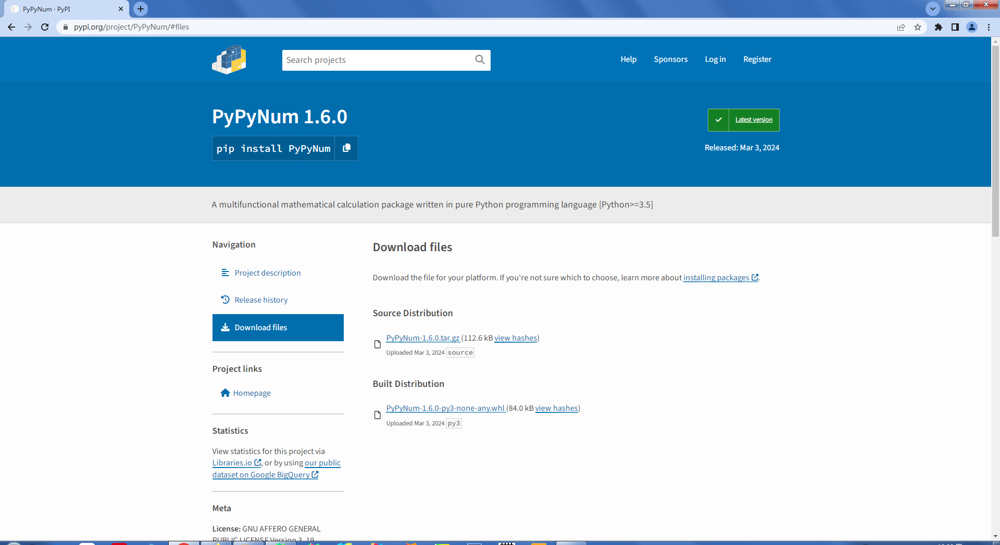 PyPyNum · PyPI
pypi.org/project/PyPyNum/#files
Search projects
Help
Sponsors
Log in
Register
PyPyNum 1.6.0
Latest version
pip install PyPyNum
Released: Mar 3, 2024
A multifunctional mathematical calculation package written in pure Python programming language [Python>=3.5]
Navigation
Project description
Release history
Download files
Project links
Homepage
Statistics
View statistics for this project via
Libraries.io, or by using our public
dataset on Google BigQuery
Meta
License: GNU AFFERO GENERAL
PUBLIC LICENSE Version 3, 19
Download files
Download the file for your platform. If you're not sure which to choose, learn more about installing packages.
Source Distribution
PyPyNum-1.6.0.tar.gz (112.6 kB view hashes)
Uploaded Mar 3, 2024 source
Built Distribution
PyPyNum-1.6.0-py3-none-any.whl (84.0 kB view hashes)
Uploaded Mar 3, 2024 py3